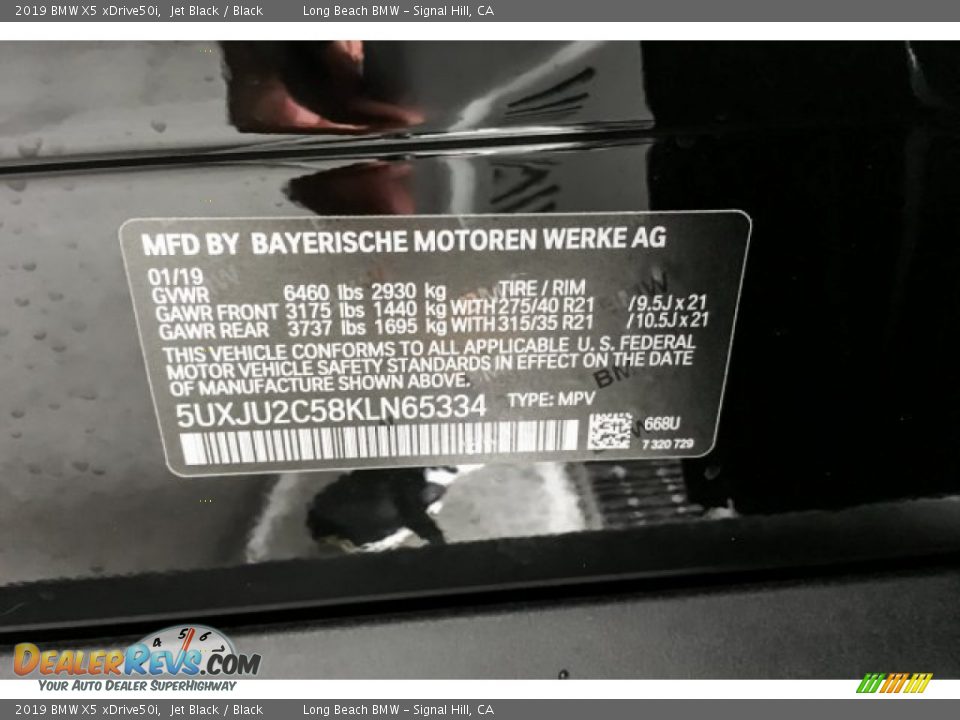 2019 BMW X5 xDrive50i, Jet Black / Black Long Beach BMW - Signal Hill, CA
MFD BY BAYERISCHE MOTOREN WERKE AG
01/19
GVWR 6460 lbs 2930 kg TIRE / RIM
GAWR FRONT 3175 lbs 1440 kg WITH 275/40 R21 /9.5J x 21
GAWR REAR 3737 lbs 1695 kg WITH 315/35 R21 /10.5J x 21
THIS VEHICLE CONFORMS TO ALL APPLICABLE U. S. FEDERAL
MOTOR VEHICLE SAFETY STANDARDS IN EFFECT ON THE DATE
OF MANUFACTURE SHOWN ABOVE.
5UXJU2C58KLN65334 TYPE: MPV
668U
7 320 729
4 5 6 7
DealerRevs.com
Your Auto Dealer SuperHighway
2019 BMW X5 xDrive50i, Jet Black / Black Long Beach BMW - Signal Hill, CA